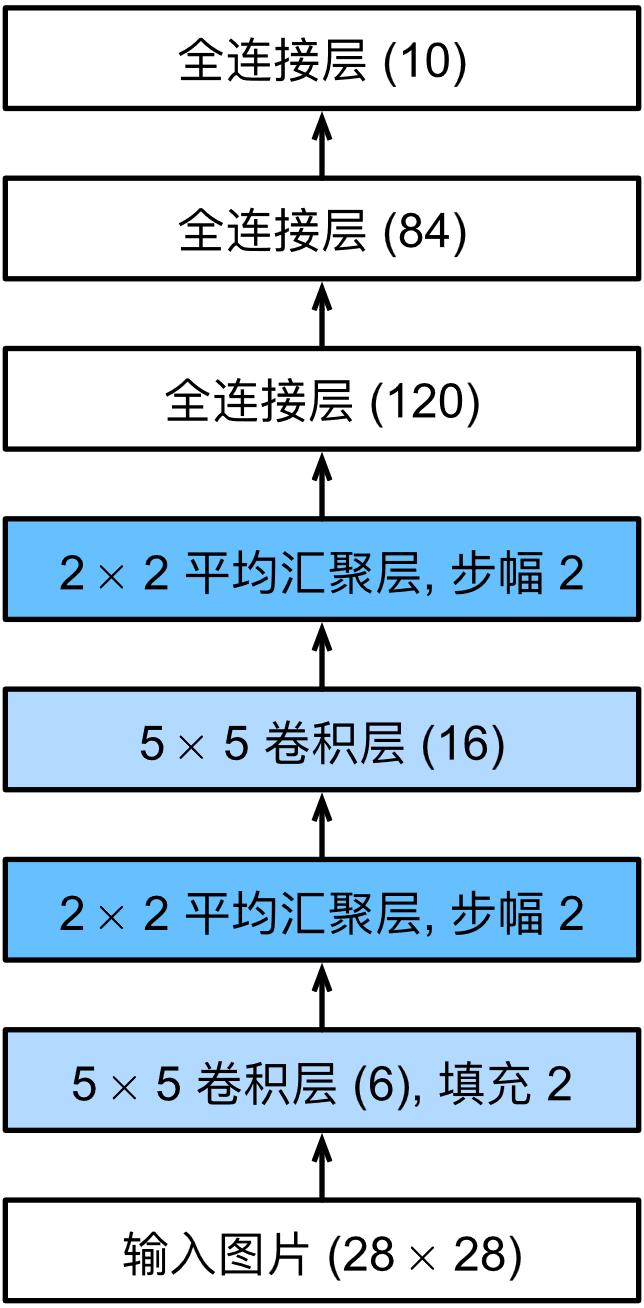 全连接层 (10)
全连接层 (84)
全连接层 (120)
2 × 2 平均汇聚层, 步幅 2
5 × 5 卷积层 (16)
2 × 2 平均汇聚层, 步幅 2
5 × 5 卷积层 (6), 填充 2
输入图片 (28 × 28)